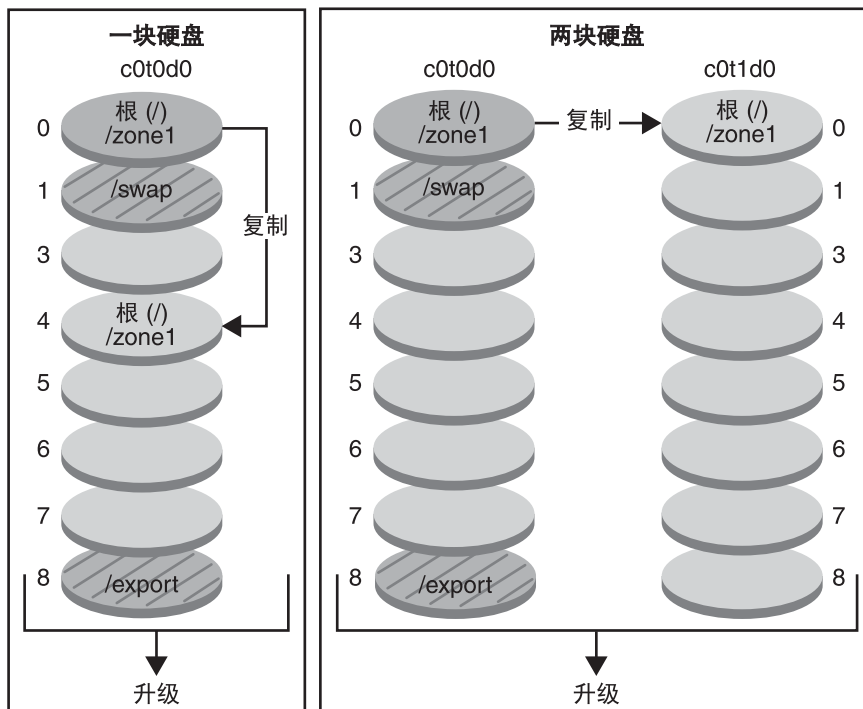 一块硬盘
c0t0d0
0
根 (/)
/zone1
1
/swap
3
复制
4
根 (/)
/zone1
5
6
7
8
/export
升级
两块硬盘
c0t0d0
c0t1d0
0
根 (/)
/zone1
复制
根 (/)
/zone1
0
1
/swap
1
3
3
4
4
5
5
6
6
7
7
8
/export
8
升级